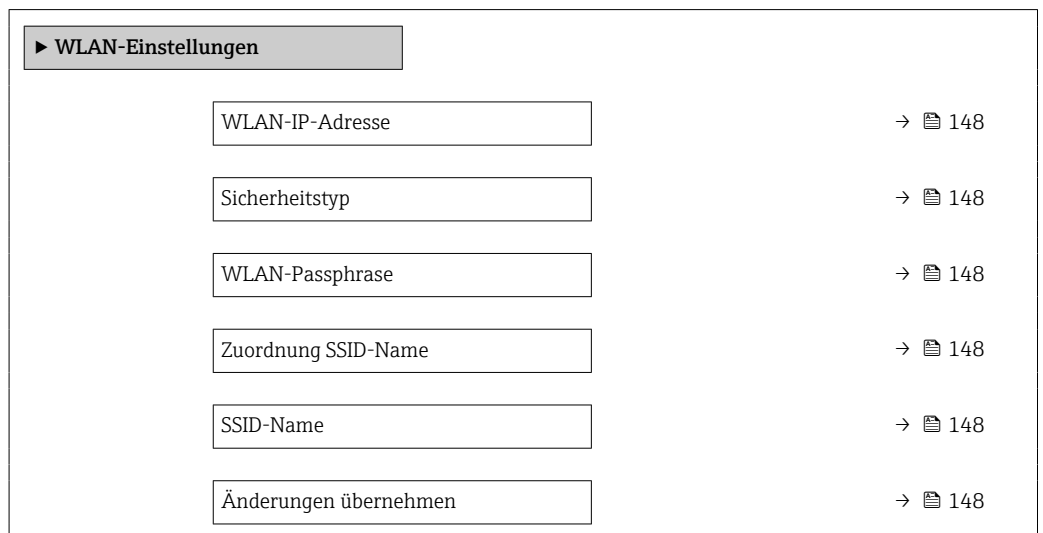 ▶ WLAN-Einstellungen
WLAN-IP-Adresse → 148
Sicherheitstyp → 148
WLAN-Passphrase → 148
Zuordnung SSID-Name → 148
SSID-Name → 148
Änderungen übernehmen → 148